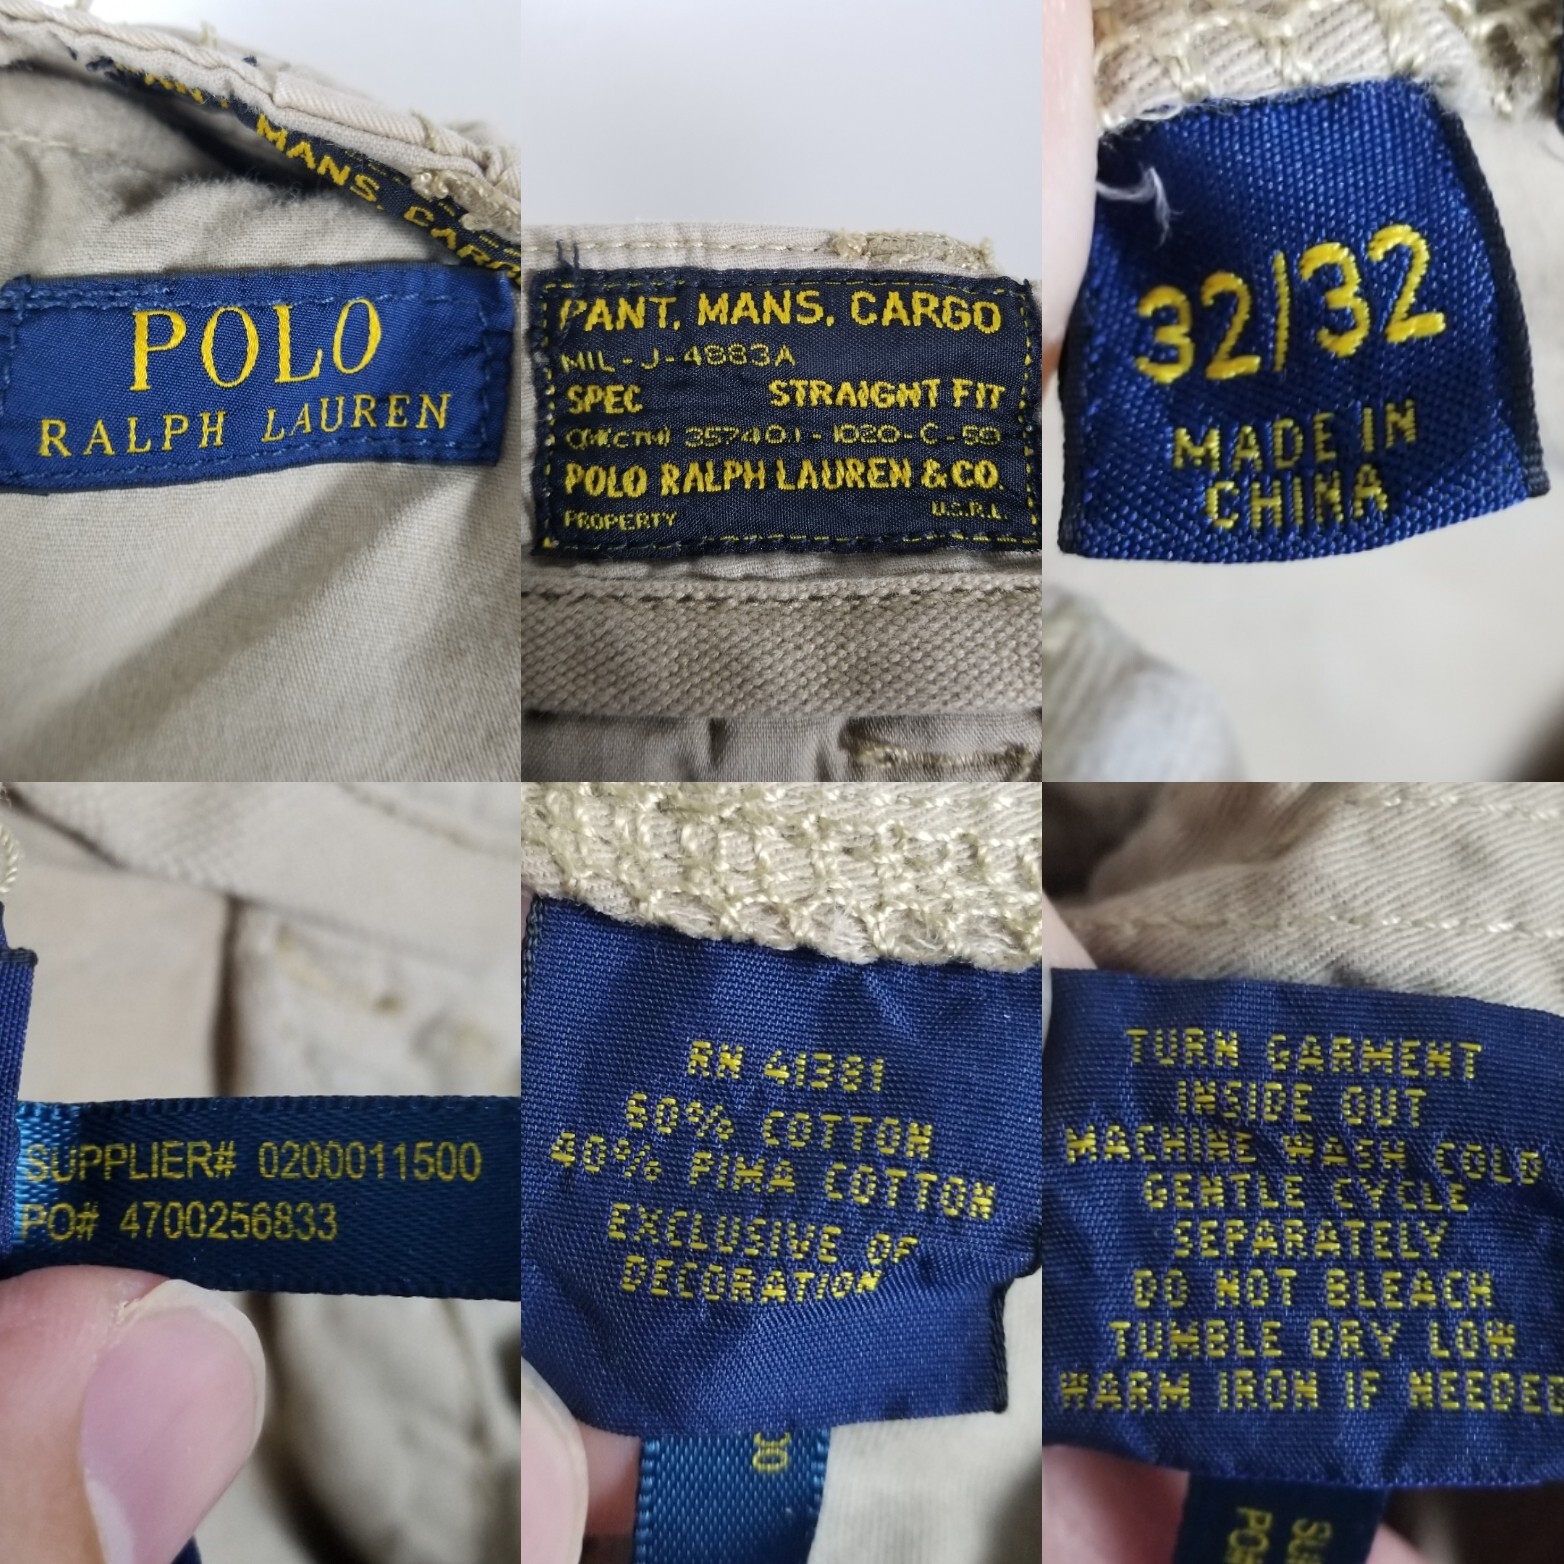 MANS, CARGO
POLO
RALPH LAUREN
PANT, MANS, CARGO
MIL-J-4883A
SPEC STRAIGHT FIT
357401-1020-C-59
POLO RALPH LAUREN & CO.
PROPERTY U.S.R.L.
32/32
MADE IN
CHINA
SUPPLIER# 0200011500
PO# 4700256833
RN 41381
60% COTTON
40% PIMA COTTON
EXCLUSIVE OF
DECORATION
00
TURN GARMENT
INSIDE OUT
MACHINE WASH COLD
GENTLE CYCLE
SEPARATELY
DO NOT BLEACH
TUMBLE DRY LOW
WARM IRON IF NEEDED
SU
PO#